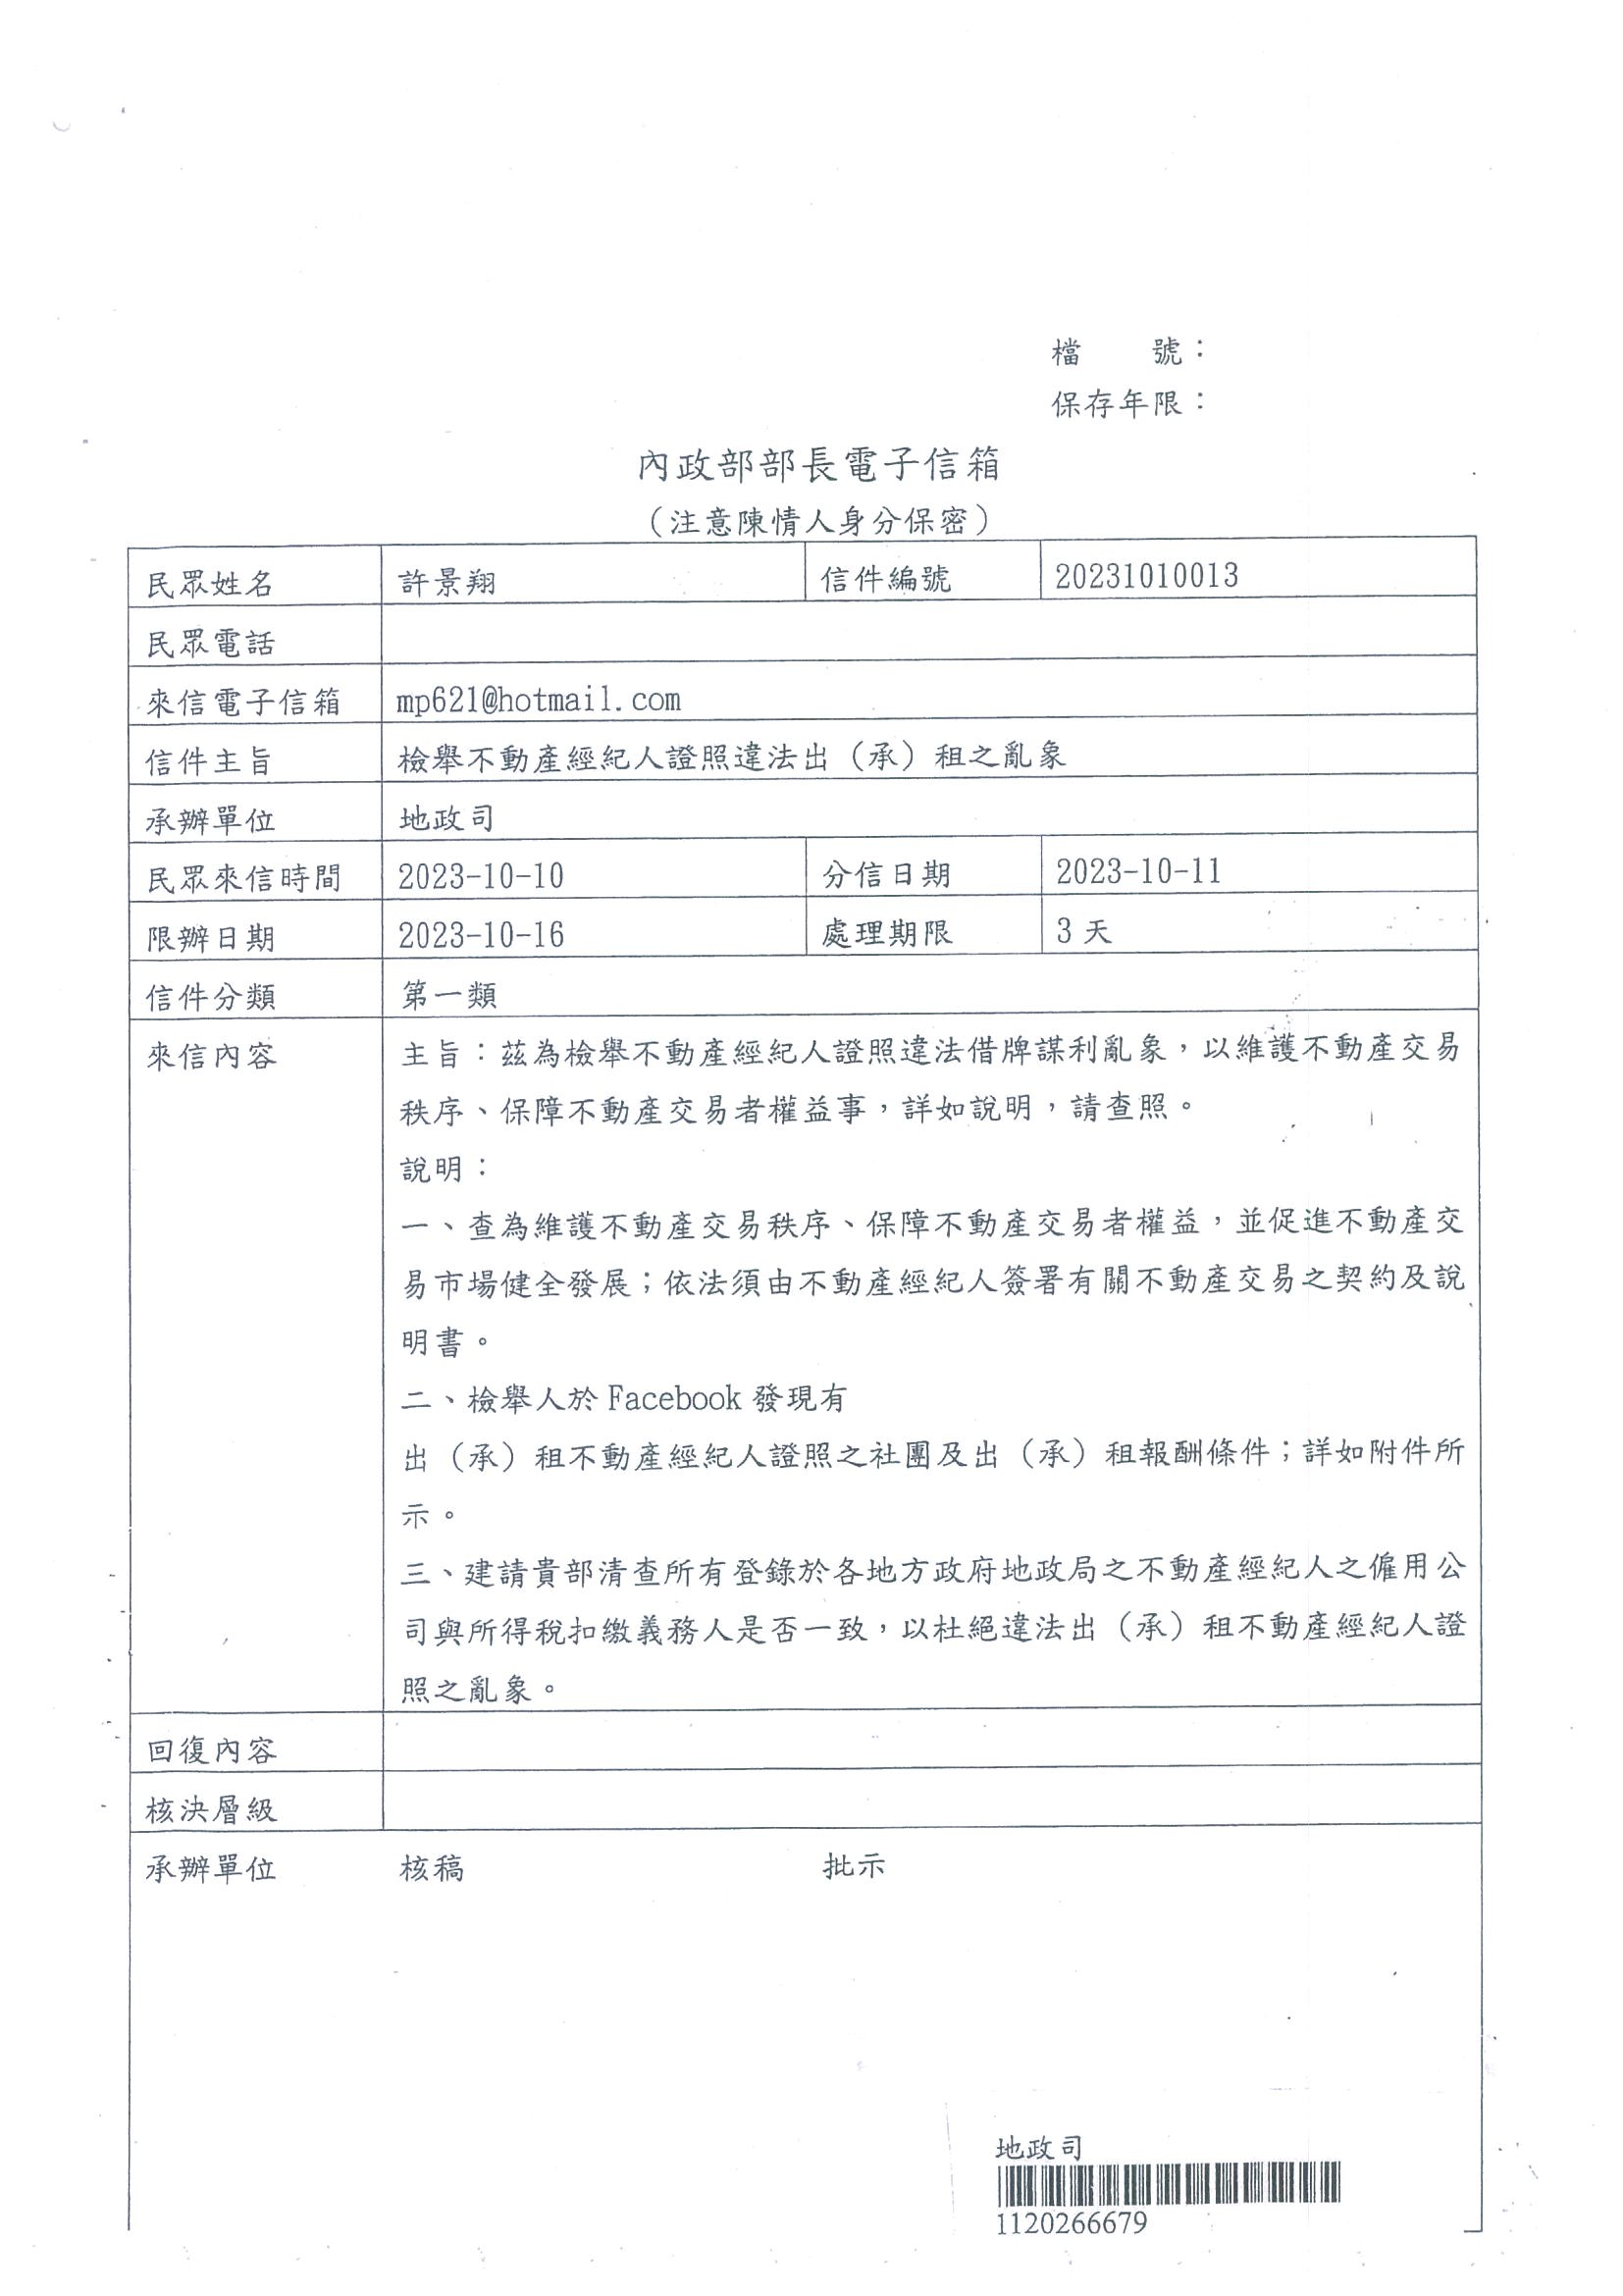 檔　　號：
保存年限：
內政部部長電子信箱
（注意陳情人身分保密）
民眾姓名 許景翔 信件編號 20231010013
民眾電話
來信電子信箱 mp621@hotmail.com
信件主旨 檢舉不動產經紀人證照違法出（承）租之亂象
承辦單位 地政司
民眾來信時間 2023-10-10 分信日期 2023-10-11
限辦日期 2023-10-16 處理期限 3 天
信件分類 第一類
來信內容 主旨：茲為檢舉不動產經紀人證照違法借牌謀利亂象，以維護不動產交易
秩序、保障不動產交易者權益事，詳如說明，請查照。
說明：
一、查為維護不動產交易秩序、保障不動產交易者權益，並促進不動產交
易市場健全發展；依法須由不動產經紀人簽署有關不動產交易之契約及說
明書。
二、檢舉人於 Facebook 發現有
出（承）租不動產經紀人證照之社團及出（承）租報酬條件；詳如附件所
示。
三、建請貴部清查所有登錄於各地方政府地政局之不動產經紀人之僱用公
司與所得稅扣繳義務人是否一致，以杜絕違法出（承）租不動產經紀人證
照之亂象。
回復內容
核決層級
承辦單位 核稿 批示
地政司
1120266679